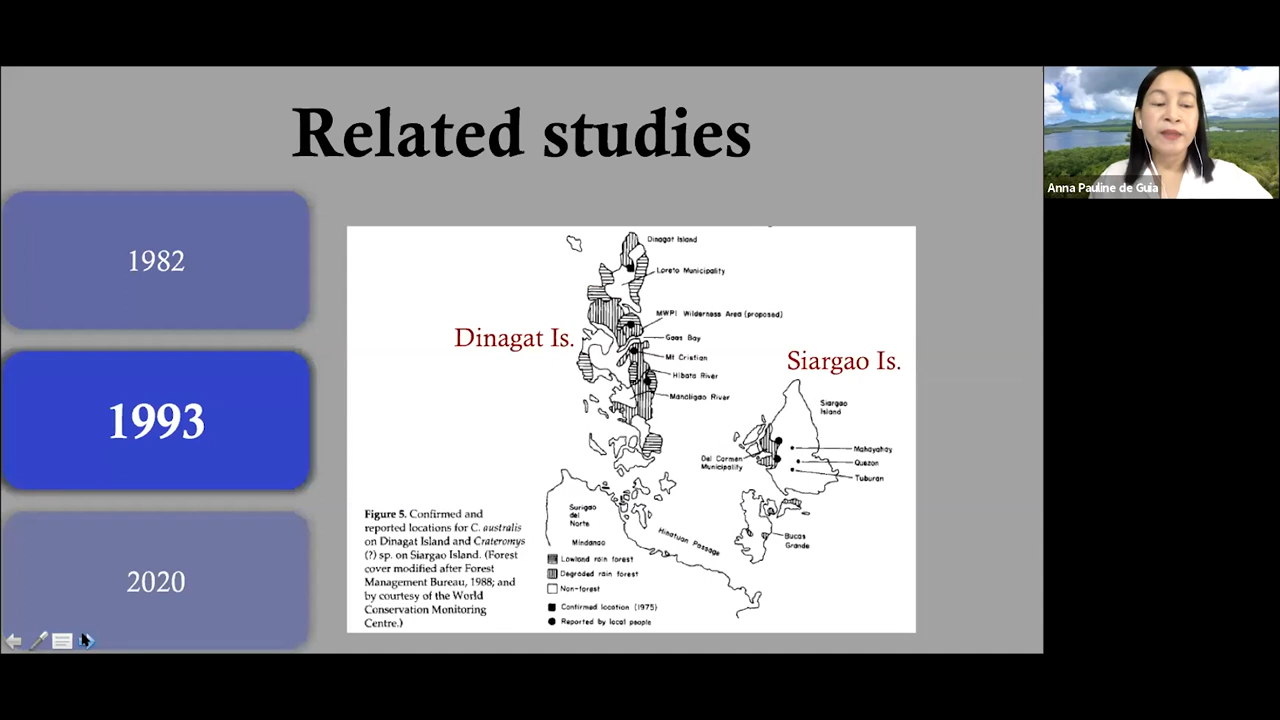 Related studies
1982
1993
2020
Dinagat Is.
Siargao Is.
Dinagat Island
Loreto Municipality
MWPI Wilderness Area (proposed)
Gaas Bay
Mt Cristian
Hibata River
Manoligao River
Siargao
Island
Mahayahay
Quezon
Tuburan
Del Carmen
Municipality
Surigao
del
Norte
Mindanao
Hinatuan Passage
Bucas
Grande
Lowland rain forest
Degraded rain forest
Non-forest
Confirmed location (1975)
Reported by local people
Figure 5. Confirmed and
reported locations for C. australis
on Dinagat Island and Crateromys
(?) sp. on Siargao Island. (Forest
cover modified after Forest
Management Bureau, 1988; and
by courtesy of the World
Conservation Monitoring
Centre.)
Anna Pauline de Guia